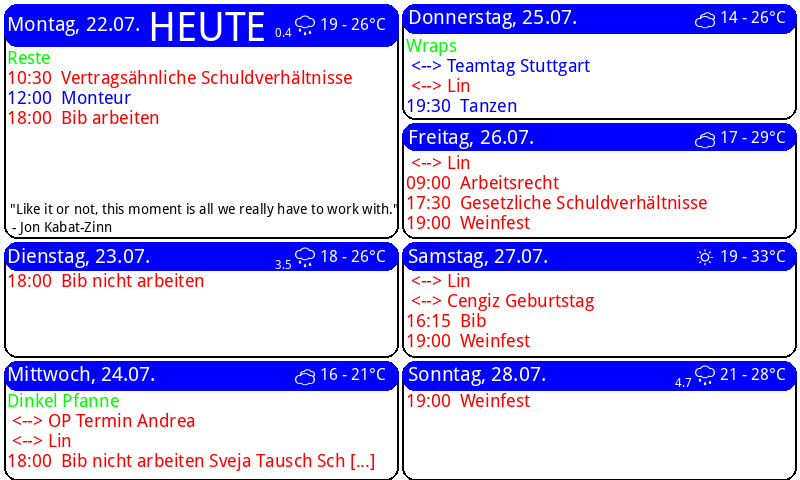 Montag, 22.07. HEUTE 0.4 19 - 26°C
Reste
10:30 Vertragsähnliche Schuldverhältnisse
12:00 Monteur
18:00 Bib arbeiten
"Like it or not, this moment is all we really have to work with."
- Jon Kabat-Zinn
Dienstag, 23.07. 3.5 18 - 26°C
18:00 Bib nicht arbeiten
Mittwoch, 24.07. 16 - 21°C
Dinkel Pfanne
<--> OP Termin Andrea
<--> Lin
18:00 Bib nicht arbeiten Sveja Tausch Sch [...]
Donnerstag, 25.07. 14 - 26°C
Wraps
<--> Teamtag Stuttgart
<--> Lin
19:30 Tanzen
Freitag, 26.07. 17 - 29°C
<--> Lin
09:00 Arbeitsrecht
17:30 Gesetzliche Schuldverhältnisse
19:00 Weinfest
Samstag, 27.07. 19 - 33°C
<--> Lin
<--> Cengiz Geburtstag
16:15 Bib
19:00 Weinfest
Sonntag, 28.07. 4.7 21 - 28°C
19:00 Weinfest